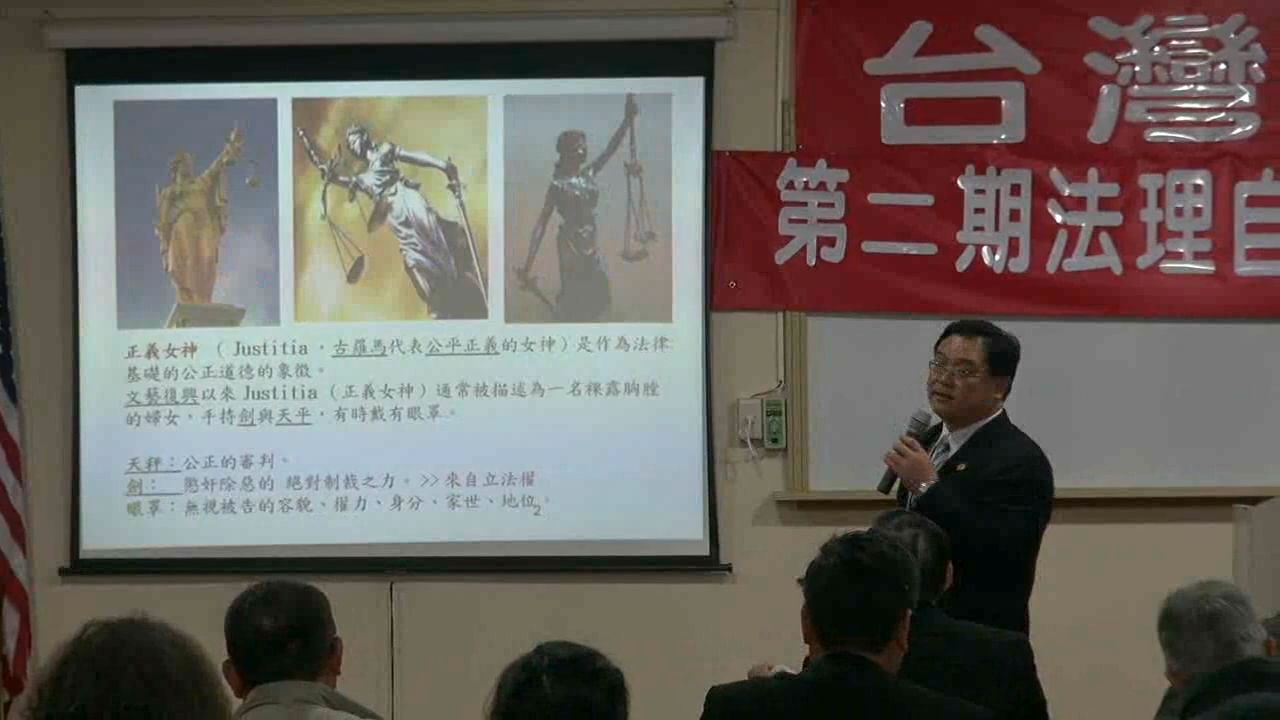 台灣
第二期法理自
正義女神 （ Justitia，古羅馬代表公平正義的女神）是作為法律
基礎的公正道德的象徵。
文藝復興以來 Justitia（正義女神）通常被描述為一名裸露胸膛
的婦女，手持劍與天平，有時戴有眼罩。
天秤：公正的審判。
劍： 懲奸除惡的 絕對制裁之力。 >> 來自立法權
眼罩：無視被告的容貌、權力、身分、家世、地位。
2